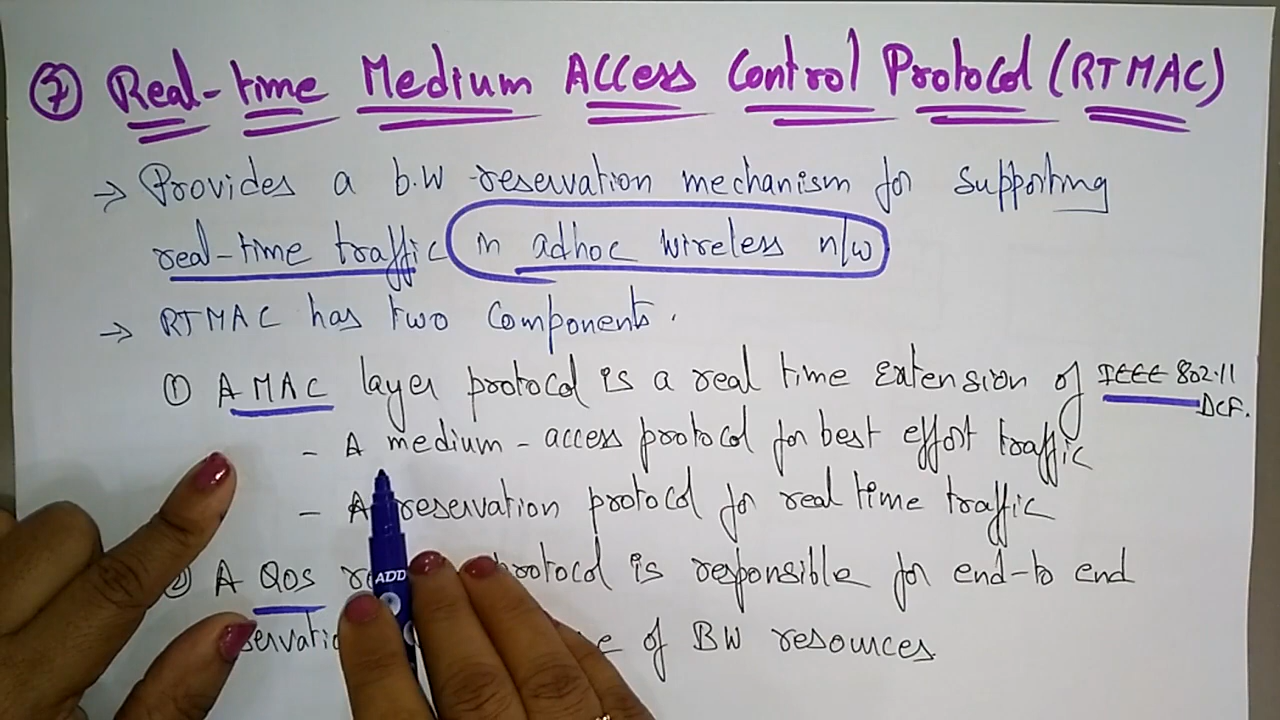 ⑦ Real-time Medium Access Control Protocol (RTMAC)
→ Provides a b.w reservation mechanism for supporting
real-time traffic in adhoc wireless n/w
→ RTMAC has two components.
① A MAC layer protocol is a real time extension of IEEE 802.11
DCF.
- A medium - access protocol for best effort traffic
- A reservation protocol for real time traffic
② A QOS protocol is responsible for end-to end
of BW resources
ADD